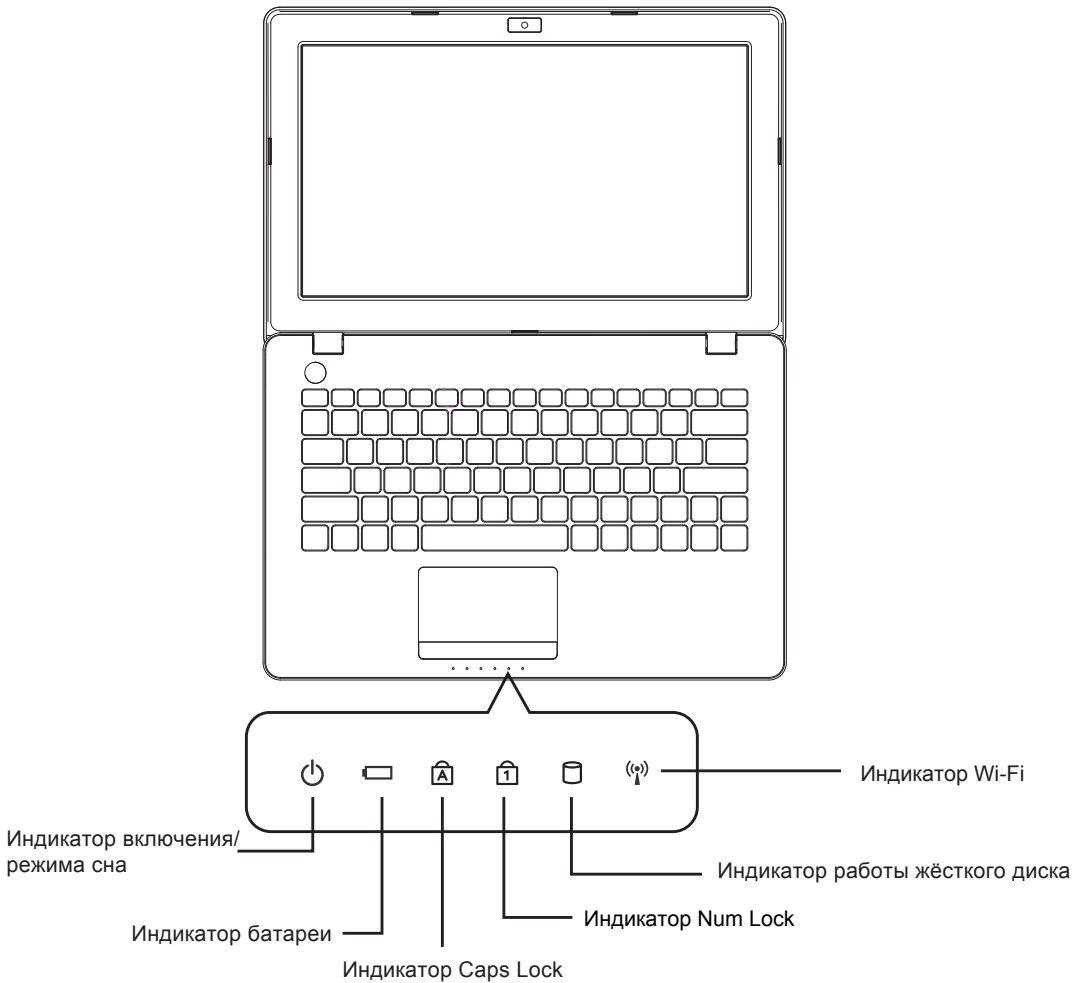 A
1
Индикатор Wi-Fi
Индикатор включения/
режима сна
Индикатор работы жёсткого диска
Индикатор Num Lock
Индикатор батареи
Индикатор Caps Lock